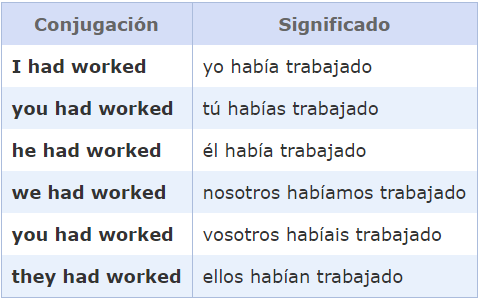 Conjugación Significado
I had worked yo había trabajado
you had worked tú habías trabajado
he had worked él había trabajado
we had worked nosotros habíamos trabajado
you had worked vosotros habíais trabajado
they had worked ellos habían trabajado